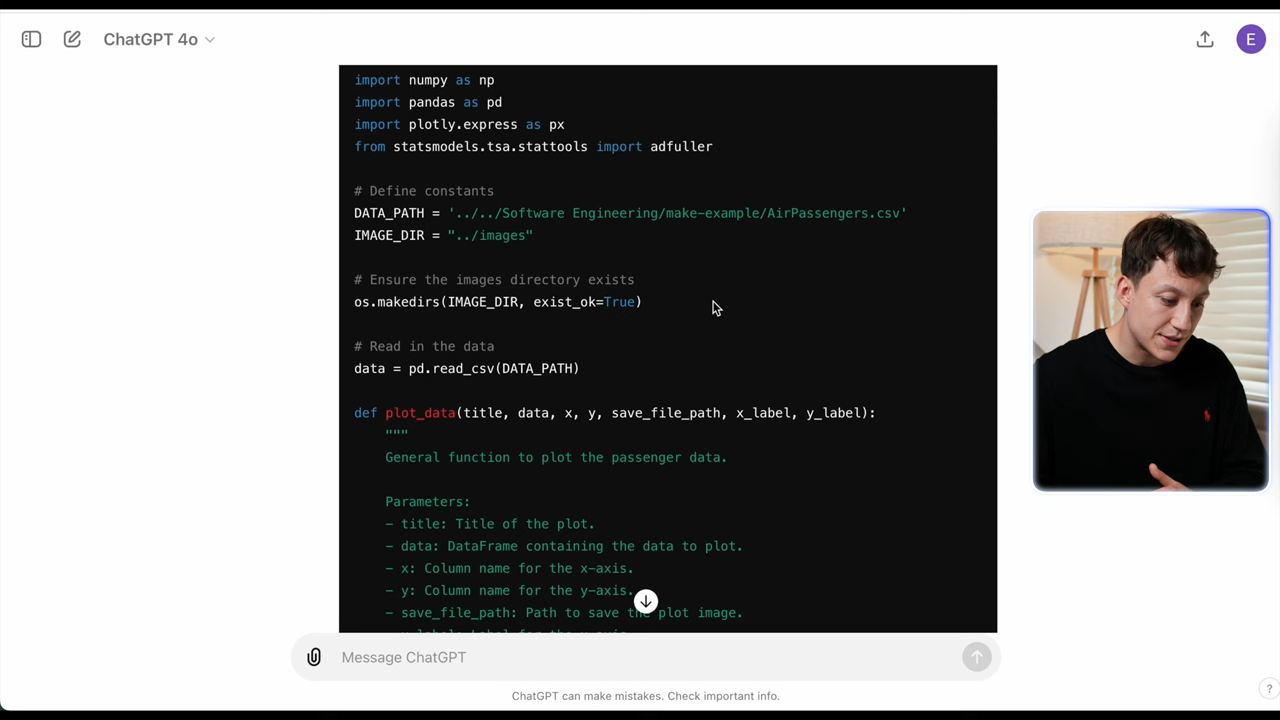 ChatGPT 4o
E
import numpy as np
import pandas as pd
import plotly.express as px
from statsmodels.tsa.stattools import adfuller
# Define constants
DATA_PATH = '../../Software Engineering/make-example/AirPassengers.csv'
IMAGE_DIR = "../images"
# Ensure the images directory exists
os.makedirs(IMAGE_DIR, exist_ok=True)
# Read in the data
data = pd.read_csv(DATA_PATH)
def plot_data(title, data, x, y, save_file_path, x_label, y_label):
"""
General function to plot the passenger data.
Parameters:
- title: Title of the plot.
- data: DataFrame containing the data to plot.
- x: Column name for the x-axis.
- y: Column name for the y-axis.
- save_file_path: Path to save the plot image.
Message ChatGPT
ChatGPT can make mistakes. Check important info.
?